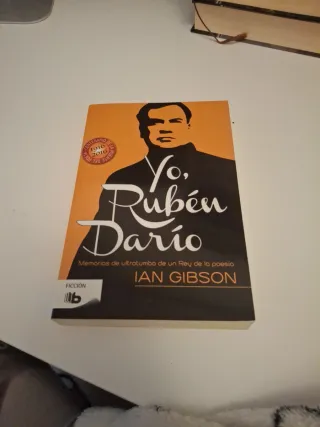 Yo,
Rubén
Darío
Memorias de ultratumba de un Rey de la poesía
IAN GIBSON
FICCIÓN
b